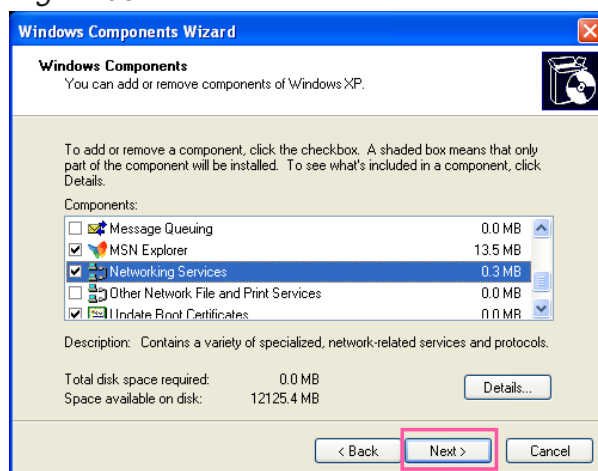 Windows Components Wizard
Windows Components
You can add or remove components of Windows XP.
To add or remove a component, click the checkbox. A shaded box means that only
part of the component will be installed. To see what's included in a component, click
Details.
Components:
Message Queuing 0.0 MB
MSN Explorer 13.5 MB
Networking Services 0.3 MB
Other Network File and Print Services 0.0 MB
Update Root Certificates 0.0 MB
Description: Contains a variety of specialized, network-related services and protocols.
Total disk space required: 0.0 MB
Space available on disk: 12125.4 MB
Details...
< Back Next > Cancel